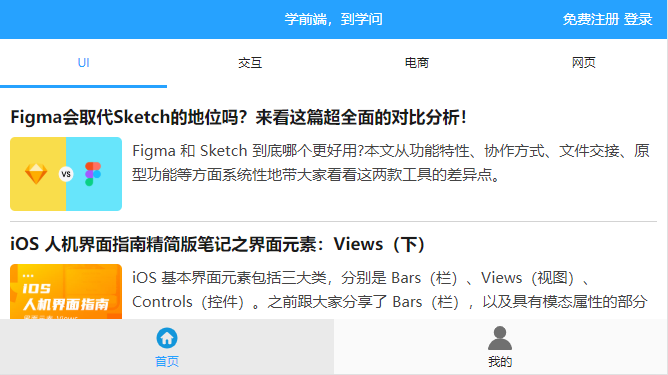 学前端，到学问
免费注册 登录
UI
交互
电商
网页
Figma会取代Sketch的地位吗？来看这篇超全面的对比分析！
VS
Figma 和 Sketch 到底哪个更好用?本文从功能特性、协作方式、文件交接、原
型功能等方面系统性地带大家看看这两款工具的差异点。
iOS 人机界面指南精简版笔记之界面元素：Views（下）
iOS
人机界面指南
iOS 基本界面元素包括三大类，分别是 Bars（栏）、Views（视图）、
Controls（控件）。之前跟大家分享了 Bars（栏），以及具有模态属性的部分
首页
我的